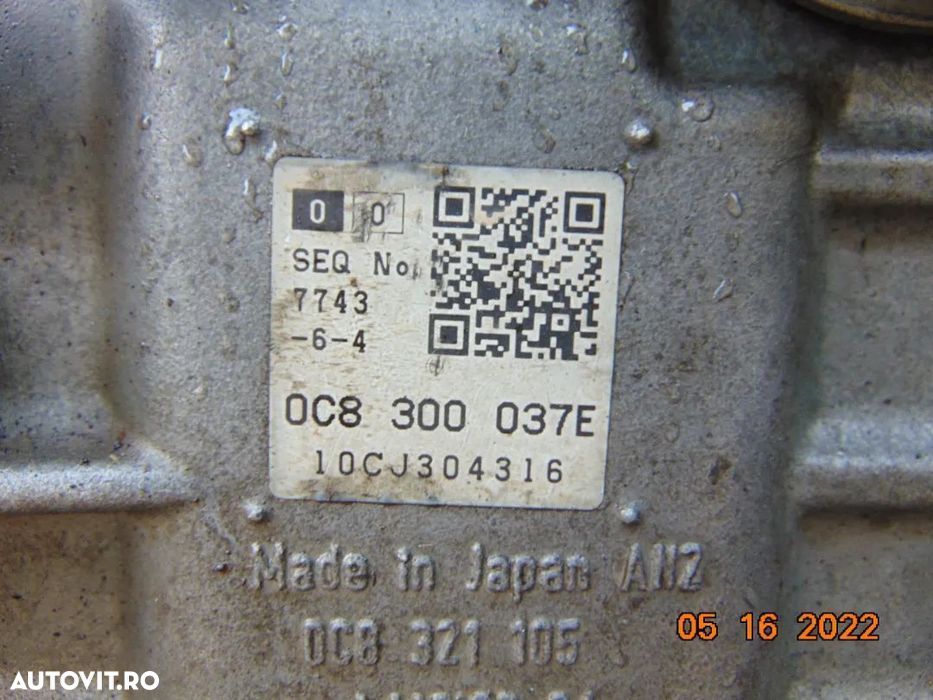 0 0
SEQ No.
7743
-6-4
0C8 300 037E
10CJ304316
Made in Japan AN2
0C8 321 105
05 16 2022
AUTOVIT.RO